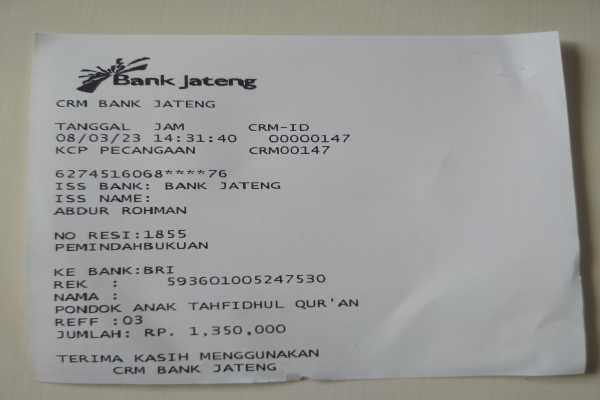 Bank Jateng
CRM BANK JATENG
TANGGAL JAM CRM-ID
08/03/23 14:31:40 00000147
KCP PECANGAAN CRM00147
6274516068****76
ISS BANK: BANK JATENG
ISS NAME:
ABDUR ROHMAN
NO RESI:1855
PEMINDAHBUKUAN
KE BANK:BRI
REK : 593601005247530
NAMA :
PONDOK ANAK TAHFIDHUL QUR'AN
REFF :03
JUMLAH: RP. 1,350,000
TERIMA KASIH MENGGUNAKAN
CRM BANK JATENG